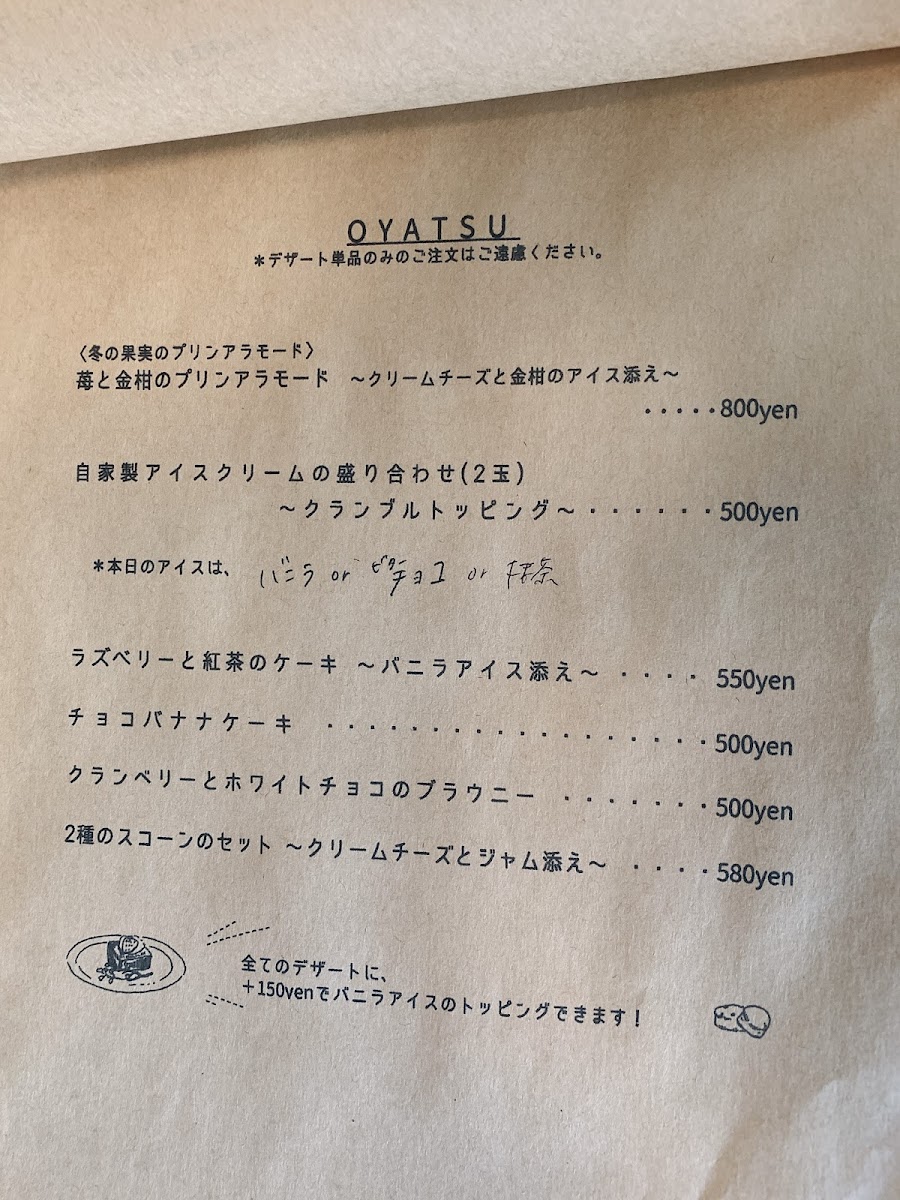 OYATSU
＊デザート単品のみのご注文はご遠慮ください。
〈冬の果実のプリンアラモード〉
苺と金柑のプリンアラモード ～クリームチーズと金柑のアイス添え～
・・・・・800yen
自家製アイスクリームの盛り合わせ(2玉)
～クランブルトッピング～・・・・・・500yen
＊本日のアイスは、 バニラ or ビターチョコ or 抹茶
ラズベリーと紅茶のケーキ ～バニラアイス添え～ ・・・・ 550yen
チョコバナナケーキ ・・・・・・・・・・・・・・・・・500yen
クランベリーとホワイトチョコのブラウニー ・・・・・・・500yen
2種のスコーンのセット ～クリームチーズとジャム添え～ ・・・・580yen
全てのデザートに、
＋150yenでバニラアイスのトッピングできます！